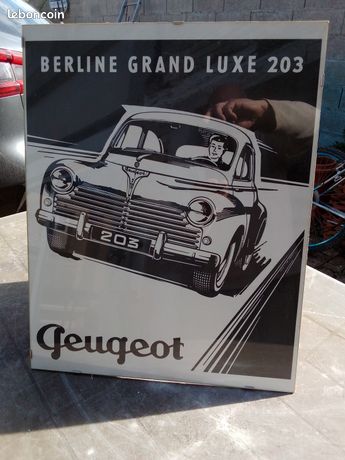 leboncoin
BERLINE GRAND LUXE 203
203
Peugeot